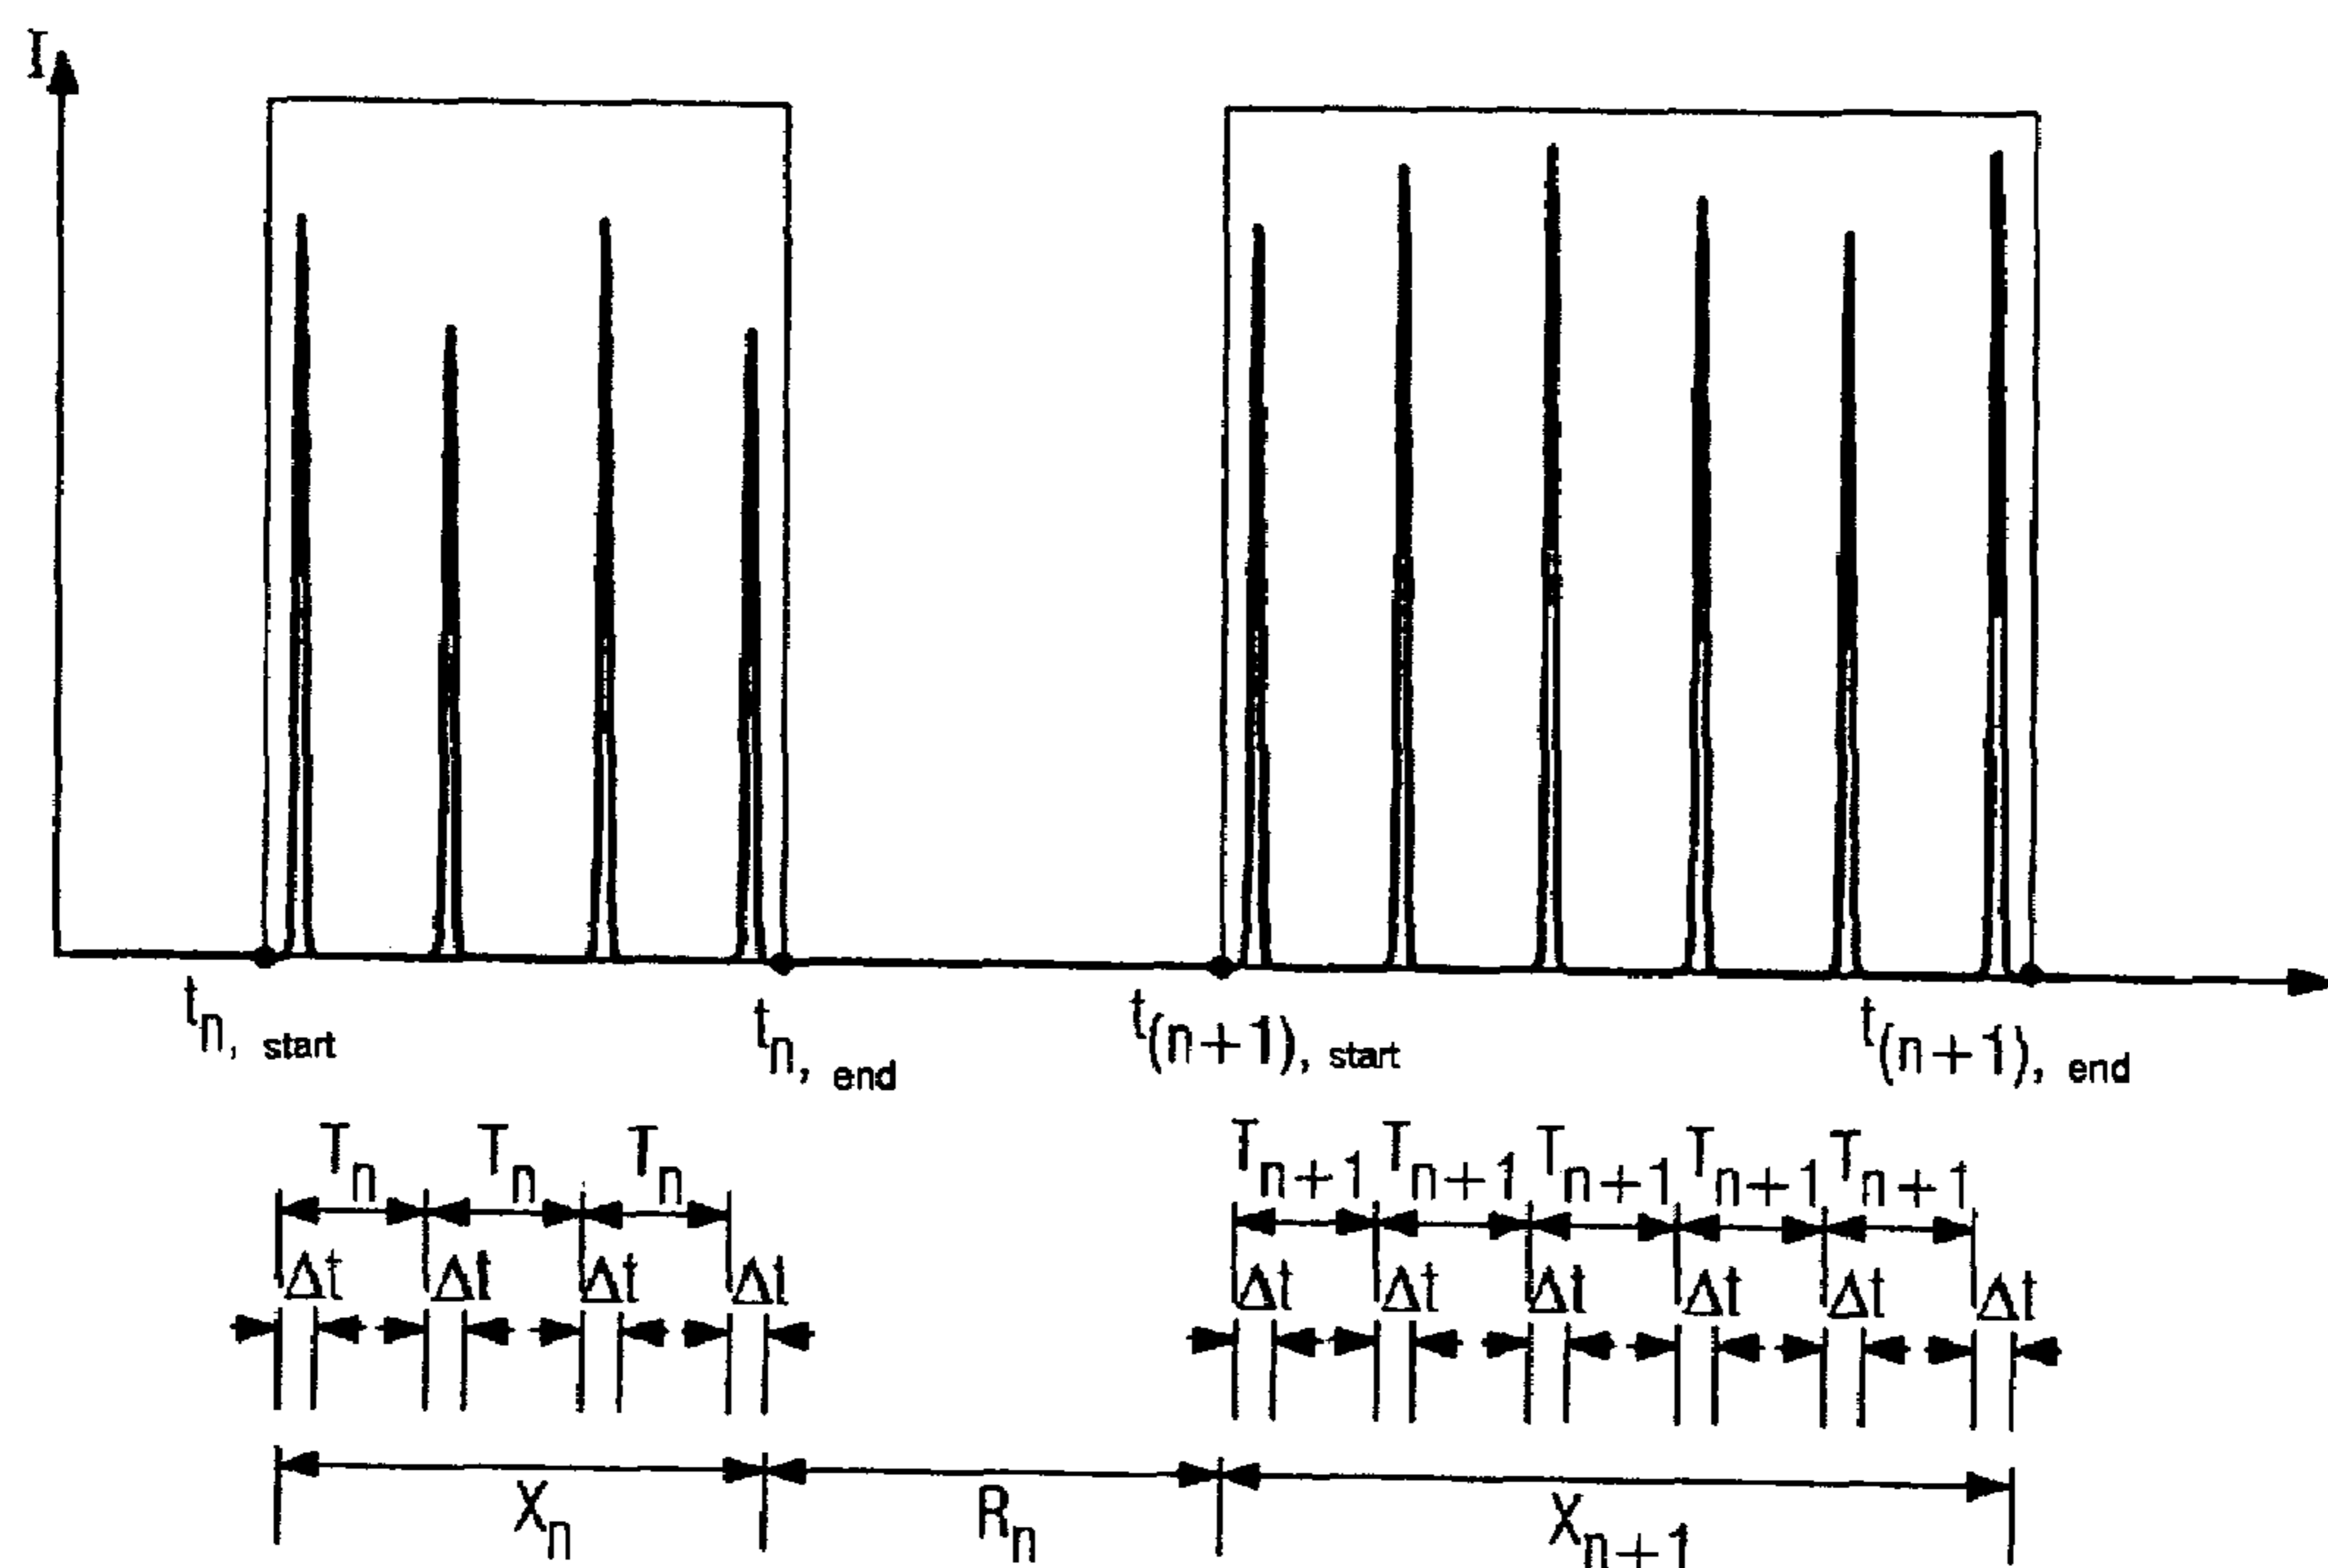 I
t_n, start t_n, end t_(n+1), start t_(n+1), end
T_n T_n T_n T_n+1 T_n+1 T_n+1 T_n+1 T_n+1
Δt Δt Δt Δt Δt Δt Δt Δt Δt Δt
X_n R_n X_n+1